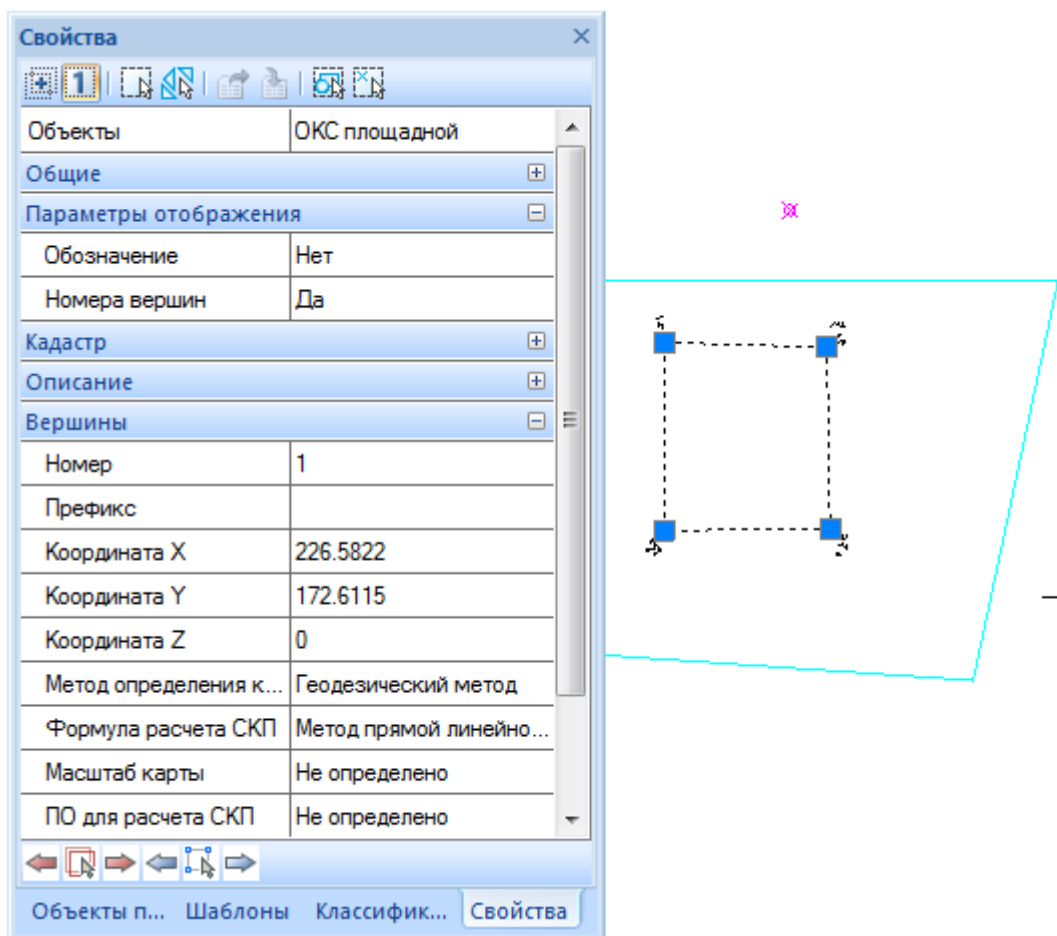 Свойства
1
Объекты ОКС площадной
Общие
Параметры отображения
Обозначение Нет
Номера вершин Да
Кадастр
Описание
Вершины
Номер 1
Префикс
Координата X 226.5822
Координата Y 172.6115
Координата Z 0
Метод определения к... Геодезический метод
Формула расчета СКП Метод прямой линейно...
Масштаб карты Не определено
ПО для расчета СКП Не определено
Объекты п... Шаблоны Классифик... Свойства